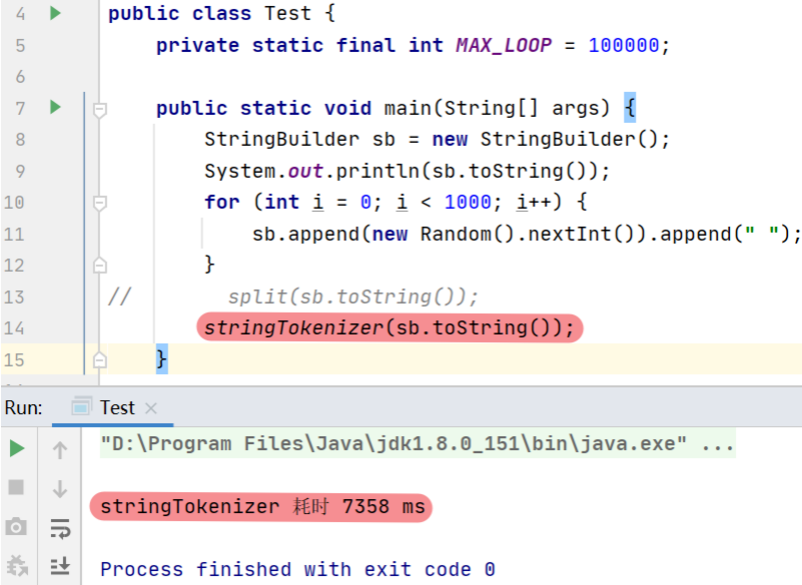 4 public class Test {
5 private static final int MAX_LOOP = 100000;
6
7 public static void main(String[] args) {
8 StringBuilder sb = new StringBuilder();
9 System.out.println(sb.toString());
10 for (int i = 0; i < 1000; i++) {
11 sb.append(new Random().nextInt()).append(" ");
12 }
13 // split(sb.toString());
14 stringTokenizer(sb.toString());
15 }
Run: Test
"D:\Program Files\Java\jdk1.8.0_151\bin\java.exe" ...
stringTokenizer 耗时 7358 ms
Process finished with exit code 0